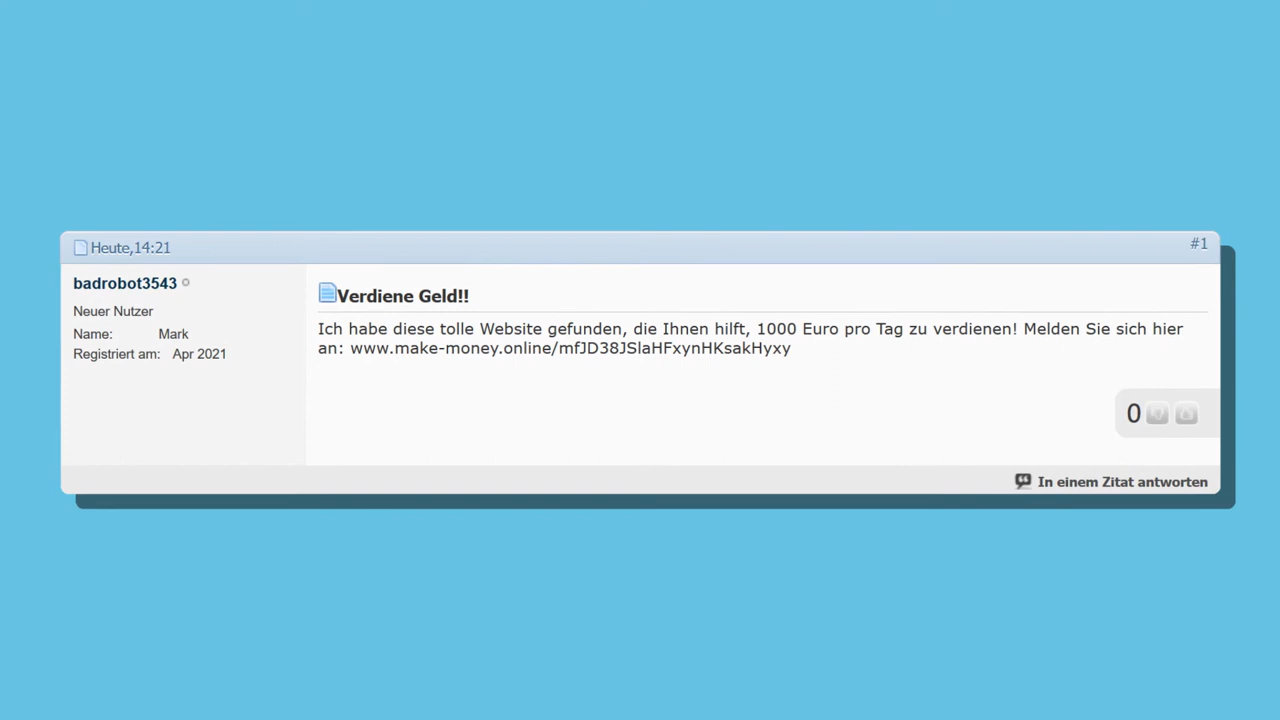 Heute,14:21
#1
badrobot3543
Neuer Nutzer
Name: Mark
Registriert am: Apr 2021
Verdiene Geld!!
Ich habe diese tolle Website gefunden, die Ihnen hilft, 1000 Euro pro Tag zu verdienen! Melden Sie sich hier
an: www.make-money.online/mfJD38JSlaHFxynHKsakHyxy
0
In einem Zitat antworten